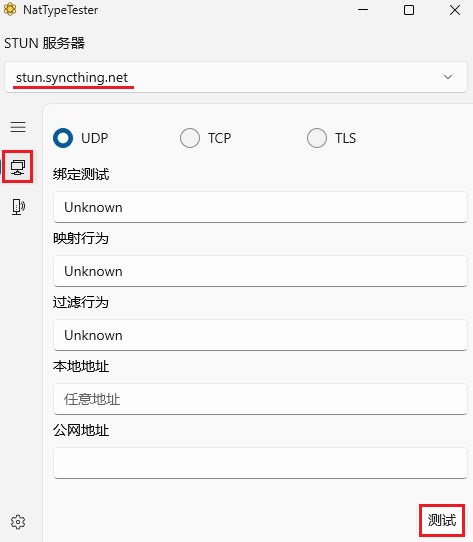 NatTypeTester
STUN 服务器
stun.syncthing.net
UDP
TCP
TLS
绑定测试
Unknown
映射行为
Unknown
过滤行为
Unknown
本地地址
任意地址
公网地址
测试